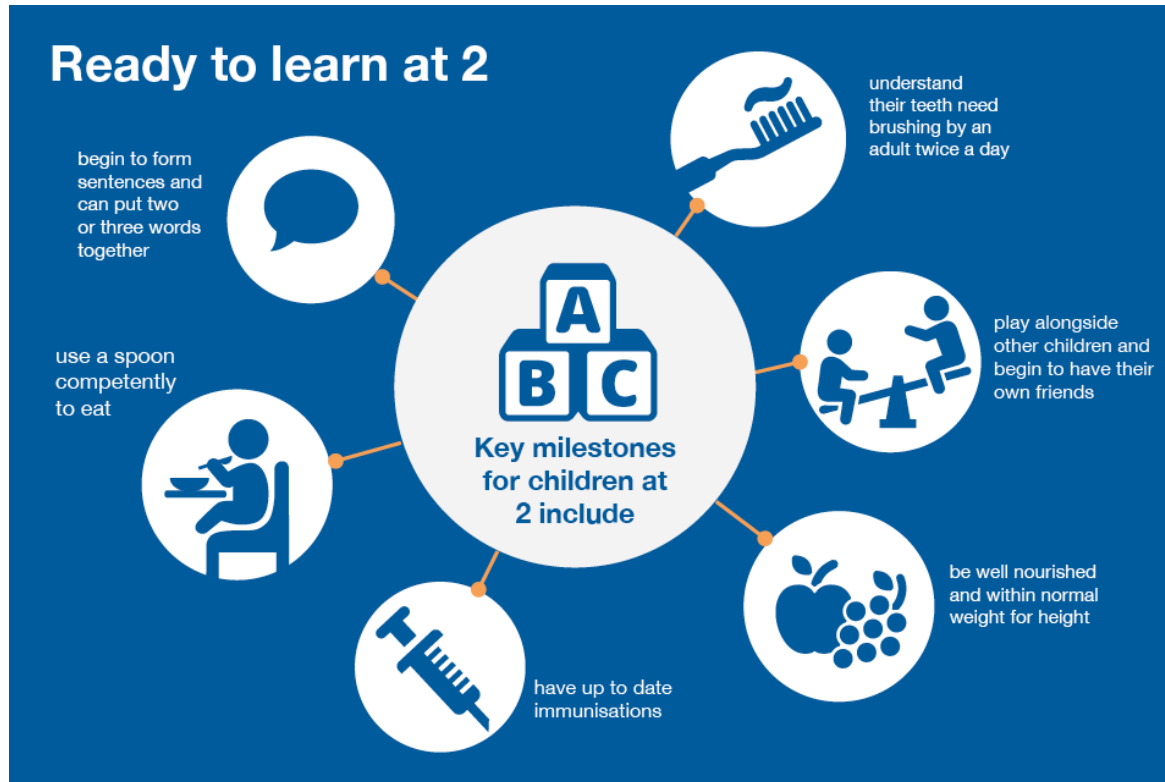 Ready to learn at 2
begin to form
sentences and
can put two
or three words
together
understand
their teeth need
brushing by an
adult twice a day
use a spoon
competently
to eat
A
B C
Key milestones
for children at
2 include
play alongside
other children and
begin to have their
own friends
be well nourished
and within normal
weight for height
have up to date
immunisations